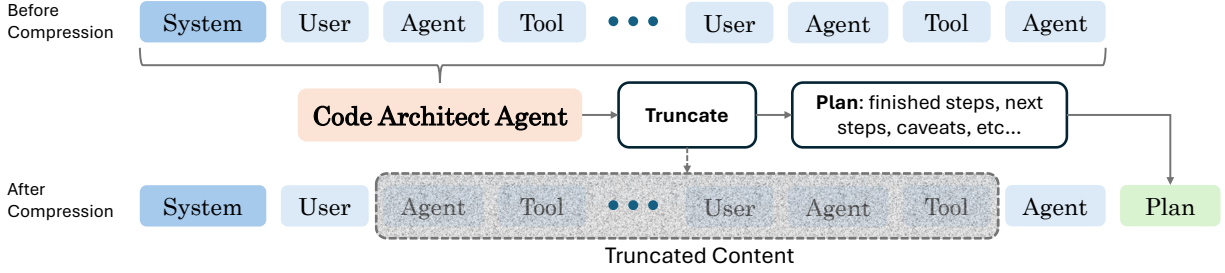 Before
Compression
System User Agent Tool User Agent Tool Agent
Code Architect Agent
Truncate
Plan: finished steps, next
steps, caveats, etc...
After
Compression
System User Agent Tool User Agent Tool Agent Plan
Truncated Content